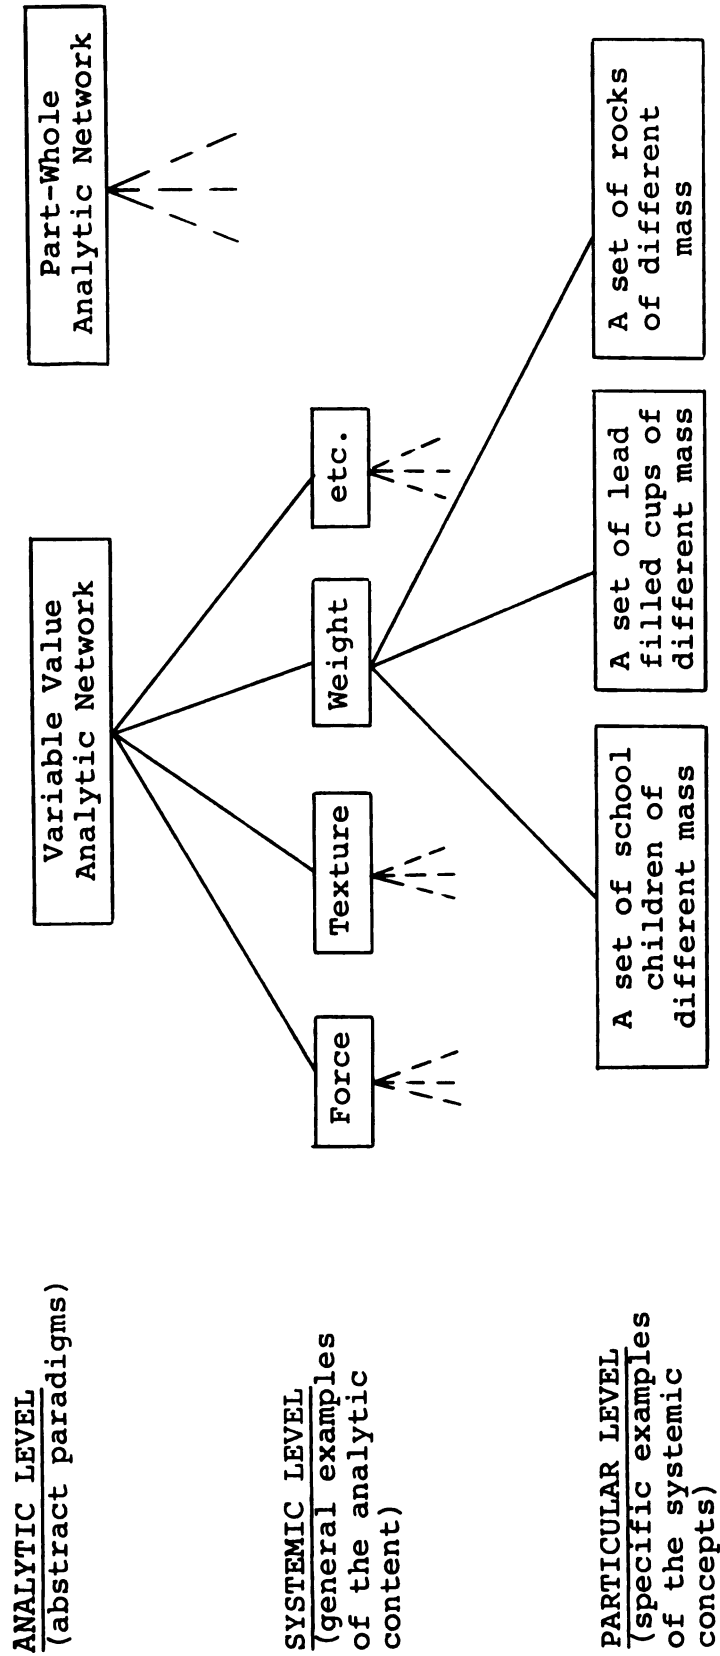 ANALYTIC LEVEL
(abstract paradigms)
Variable Value
Analytic Network
Part-Whole
Analytic Network
SYSTEMIC LEVEL
(general examples
of the analytic
content)
Force
Texture
Weight
etc.
PARTICULAR LEVEL
(specific examples
of the systemic
concepts)
A set of school
children of
different mass
A set of lead
filled cups of
different mass
A set of rocks
of different
mass